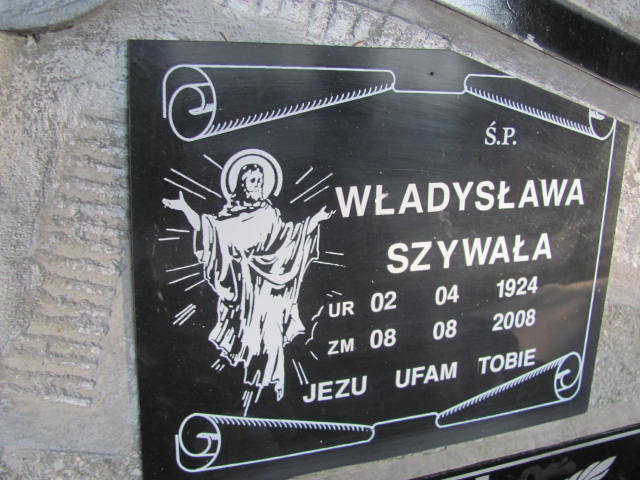 Ś.P.
WŁADYSŁAWA
SZYWAŁA
UR 02 04 1924
ZM 08 08 2008
JEZU UFAM TOBIE